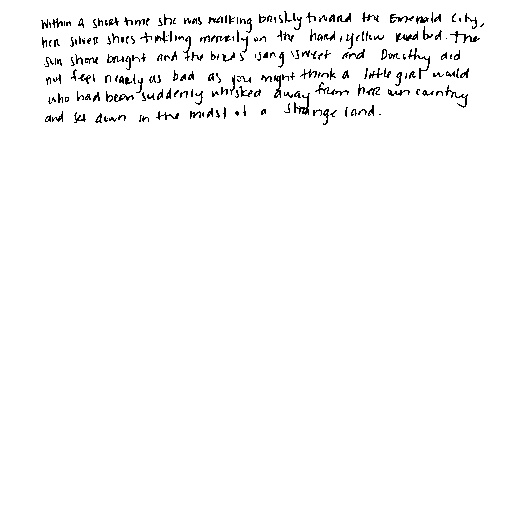 Within a short time she was walking briskly toward the Emerald City,
her silver shoes tinkling merrily on the hard, yellow roadbed. The
sun shone bright and the birds sang sweet and Dorothy did
not feel nearly as bad as you might think a little girl would
who had been suddenly whisked away from her own country
and set down in the midst of a strange land.